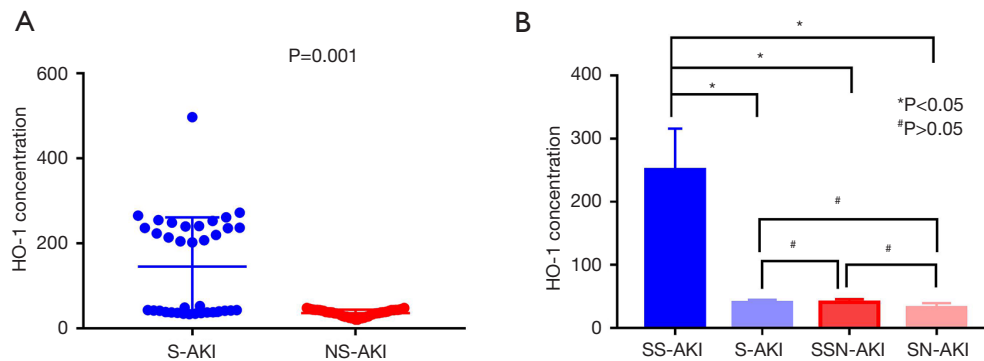 A
P=0.001
HO-1 concentration
600
400
200
0
S-AKI
NS-AKI
B
*
*
*
*P<0.05
#P>0.05
#
#
#
HO-1 concentration
400
300
200
100
0
SS-AKI
S-AKI
SSN-AKI
SN-AKI